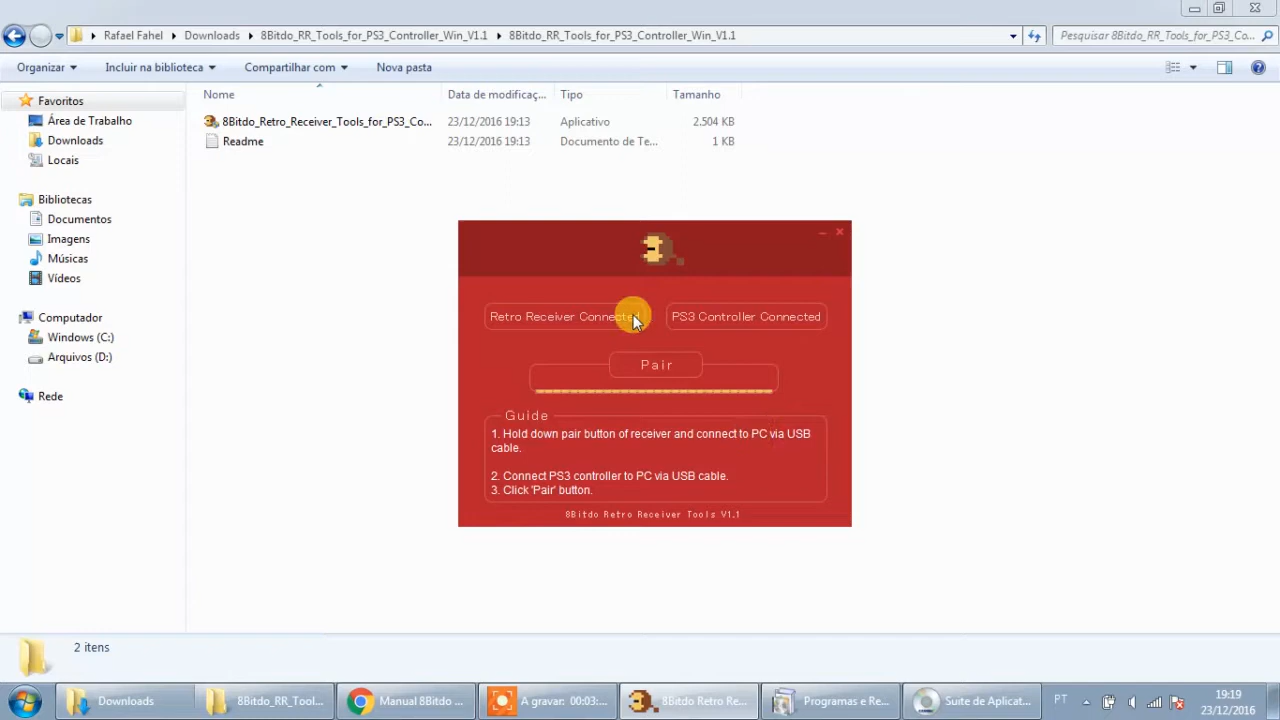 Rafael Fahel
Downloads
8Bitdo_RR_Tools_for_PS3_Controller_Win_V1.1
8Bitdo_RR_Tools_for_PS3_Controller_Win_V1.1
Pesquisar 8Bitdo_RR_Tools_for_PS3_Co...
Organizar
Incluir na biblioteca
Compartilhar com
Nova pasta
Favoritos
Área de Trabalho
Downloads
Locais
Bibliotecas
Documentos
Imagens
Músicas
Vídeos
Computador
Windows (C:)
Arquivos (D:)
Rede
Nome Data de modificaç... Tipo Tamanho
8Bitdo_Retro_Receiver_Tools_for_PS3_Co... 23/12/2016 19:13 Aplicativo 2.504 KB
Readme 23/12/2016 19:13 Documento de Te... 1 KB
Retro Receiver Connected
PS3 Controller Connected
Pair
Guide
1. Hold down pair button of receiver and connect to PC via USB
cable.
2. Connect PS3 controller to PC via USB cable.
3. Click 'Pair' button.
8Bitdo Retro Receiver Tools V1.1
2 itens
Downloads
8Bitdo_RR_Tool...
Manual 8Bitdo ...
A gravar: 00:03:...
8Bitdo Retro Re...
Programas e Re...
Suite de Aplicat...
PT
19:19
23/12/2016